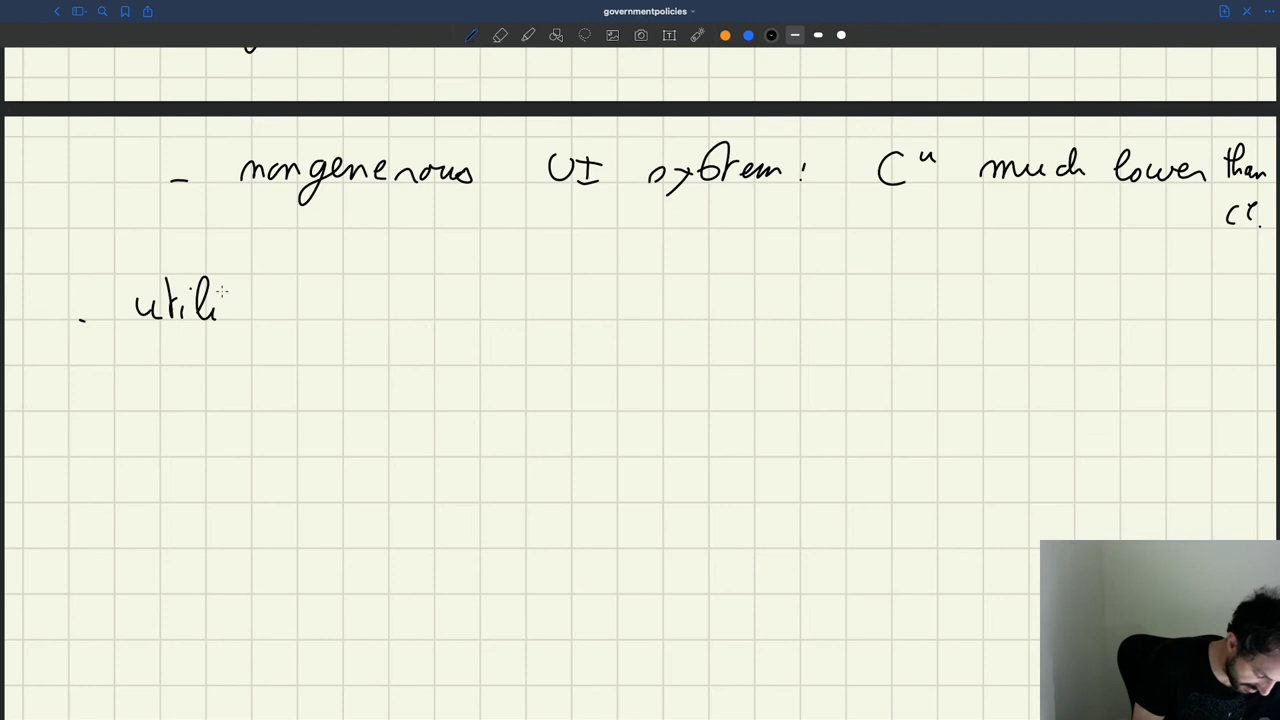 governmentpolicies
- nongenerous UI system: C^u much lower than
C^e.
. utili